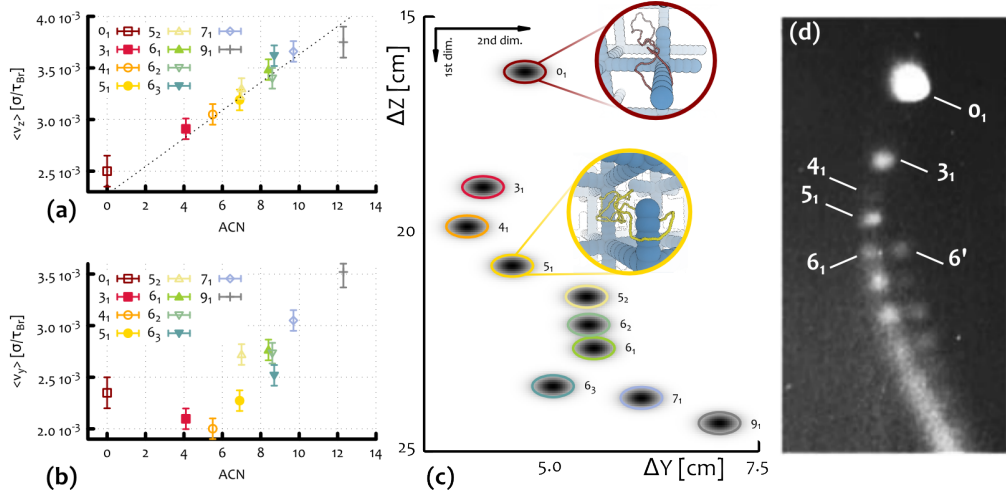 (a)
4.0·10⁻³
3.5·10⁻³
3.0·10⁻³
2.5·10⁻³
<v_z> [σ/τ_Br]
0₁ 5₂ 7₁
3₁ 6₁ 9₁
4₁ 6₂
5₁ 6₃
0 2 4 6 8 10 12 14
ACN
(b)
3.5·10⁻³
3.0·10⁻³
2.5·10⁻³
2.0·10⁻³
<v_y> [σ/τ_Br]
0₁ 5₂ 7₁
3₁ 6₁ 9₁
4₁ 6₂
5₁ 6₃
0 2 4 6 8 10 12 14
ACN
(c)
15
20
25
ΔZ [cm]
2nd dim.
1st dim.
0₁
3₁
4₁
5₁
5₂
6₂
6₁
6₃
7₁
9₁
5.0 ΔY [cm] 7.5
(d)
0₁
3₁
4₁
5₁
6₁ 6'